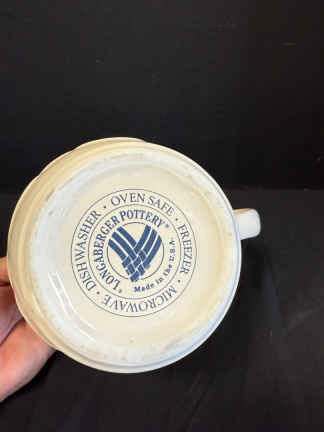 MICROWAVE • DISHWASHER • OVEN SAFE • FREEZER •
LONGABERGER POTTERY®
Made in the U.S.A.
®